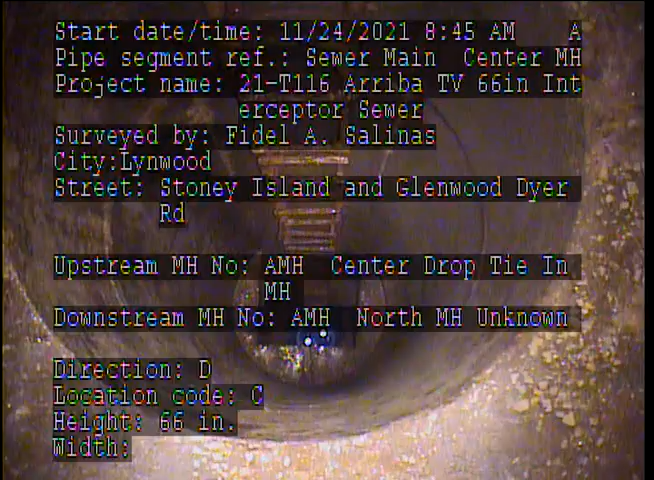 Start date/time: 11/24/2021 8:45 AM A
Pipe segment ref.: Sewer Main Center MH
Project name: 21-T116 Arriba TV 66in Int
erceptor Sewer
Surveyed by: Fidel A. Salinas
City:Lynwood
Street: Stoney Island and Glenwood Dyer
Rd
Upstream MH No: AMH Center Drop Tie In
MH
Downstream MH No: AMH North MH Unknown
Direction: D
Location code: C
Height: 66 in.
Width: